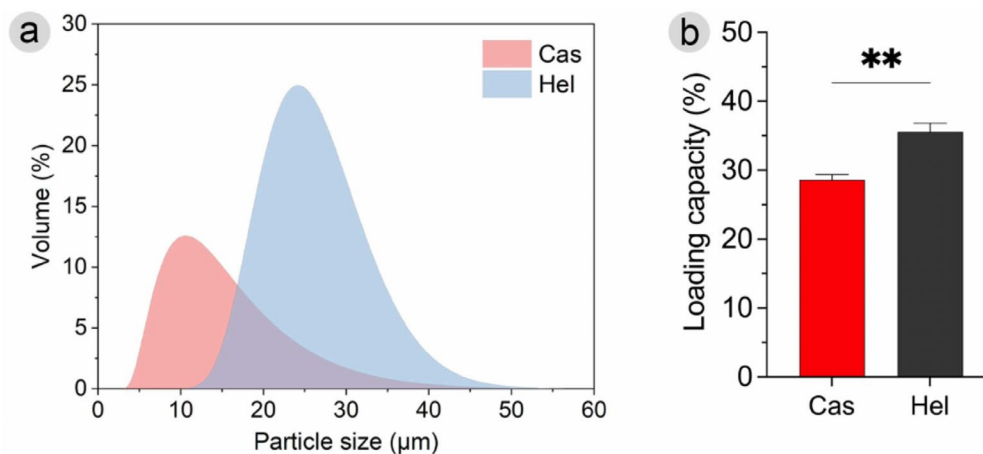 a
30
25
20
15
10
5
0
Volume (%)
Cas
Hel
0 10 20 30 40 50 60
Particle size (µm)
b
50
40
30
20
10
0
Loading capacity (%)
**
Cas Hel